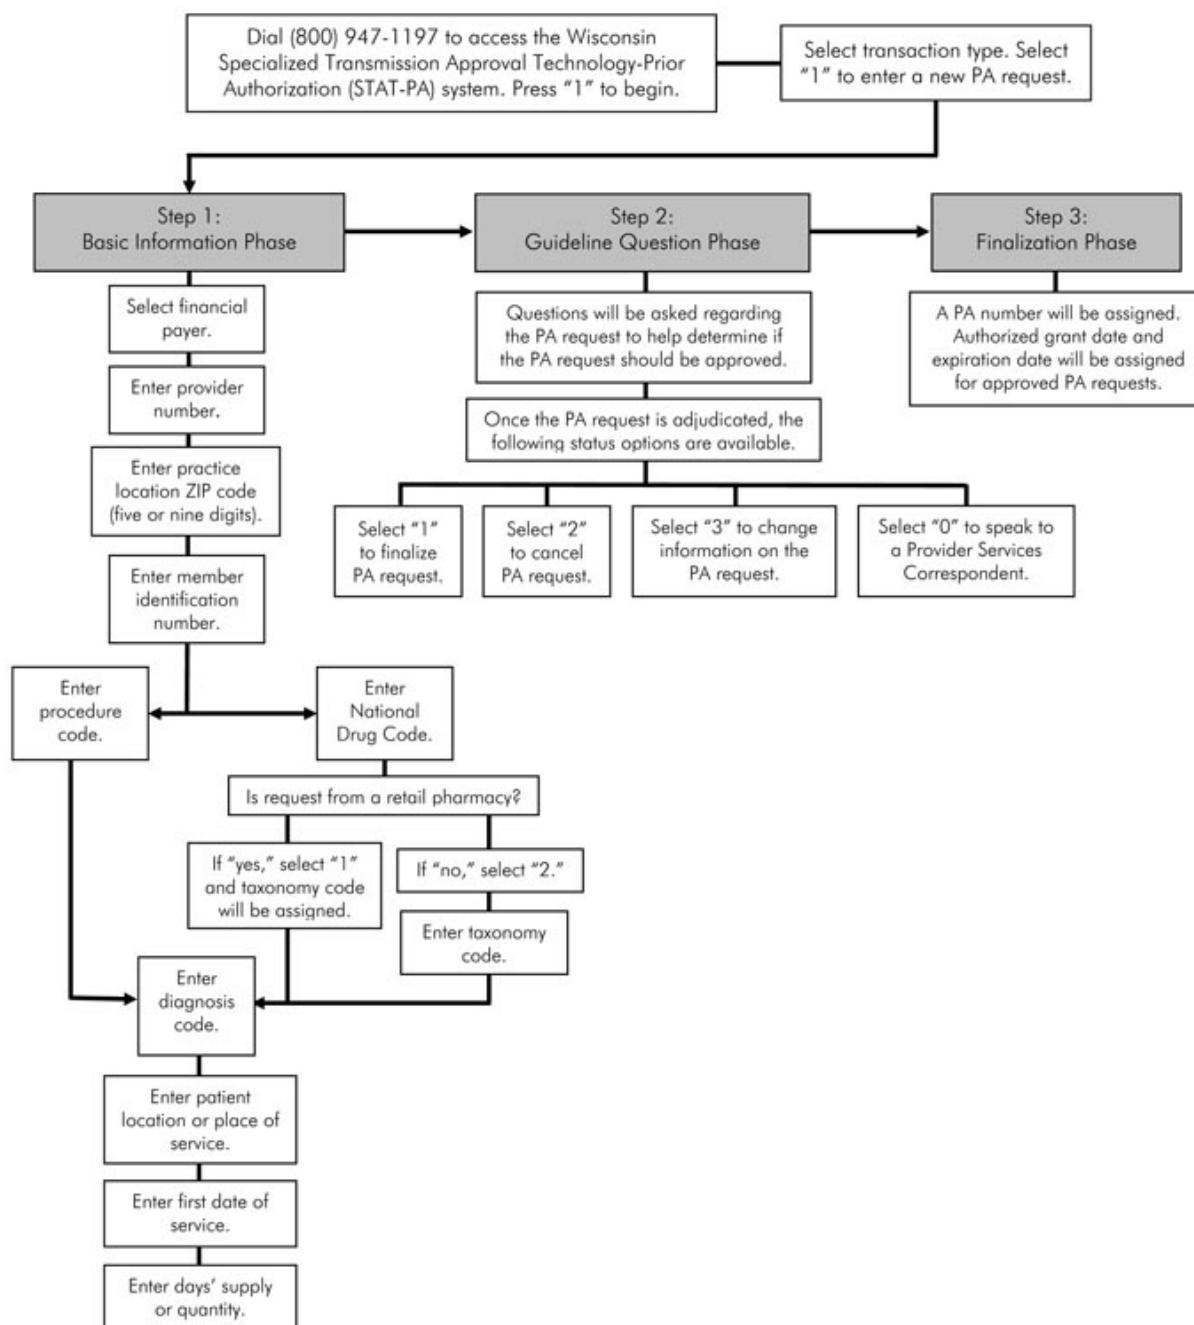 Dial (800) 947-1197 to access the Wisconsin
Specialized Transmission Approval Technology-Prior
Authorization (STAT-PA) system. Press "1" to begin.
Select transaction type. Select
"1" to enter a new PA request.
Step 1:
Basic Information Phase
Step 2:
Guideline Question Phase
Step 3:
Finalization Phase
Select financial
payer.
Enter provider
number.
Enter practice
location ZIP code
(five or nine digits).
Enter member
identification
number.
Questions will be asked regarding
the PA request to help determine if
the PA request should be approved.
Once the PA request is adjudicated, the
following status options are available.
Select "1"
to finalize
PA request.
Select "2"
to cancel
PA request.
Select "3" to change
information on the
PA request.
Select "0" to speak to
a Provider Services
Correspondent.
A PA number will be assigned.
Authorized grant date and
expiration date will be assigned
for approved PA requests.
Enter
procedure
code.
Enter
National
Drug Code.
Is request from a retail pharmacy?
If "yes," select "1"
and taxonomy code
will be assigned.
If "no," select "2."
Enter taxonomy
code.
Enter
diagnosis
code.
Enter patient
location or place of
service.
Enter first date of
service.
Enter days' supply
or quantity.